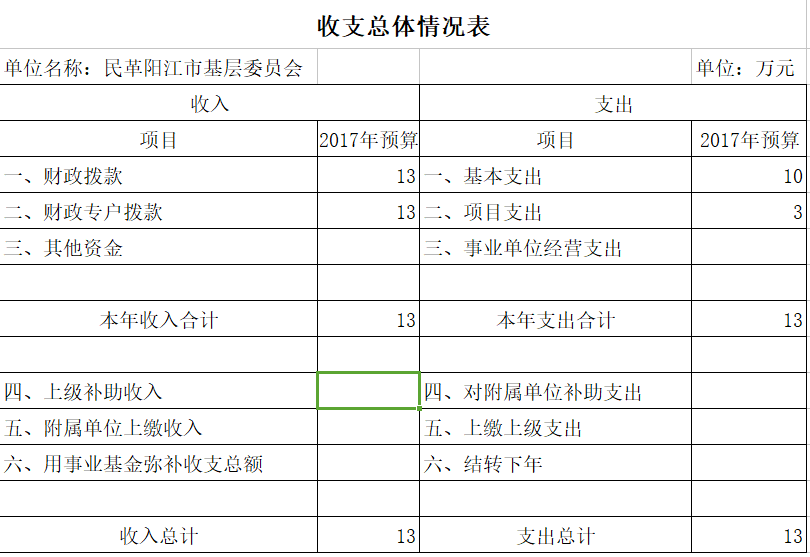 收支总体情况表
单位名称：民革阳江市基层委员会 单位：万元
收入 支出
项目 2017年预算 项目 2017年预算
一、财政拨款 13 一、基本支出 10
二、财政专户拨款 13 二、项目支出 3
三、其他资金 三、事业单位经营支出
本年收入合计 13 本年支出合计 13
四、上级补助收入 四、对附属单位补助支出
五、附属单位上缴收入 五、上缴上级支出
六、用事业基金弥补收支总额 六、结转下年
收入总计 13 支出总计 13